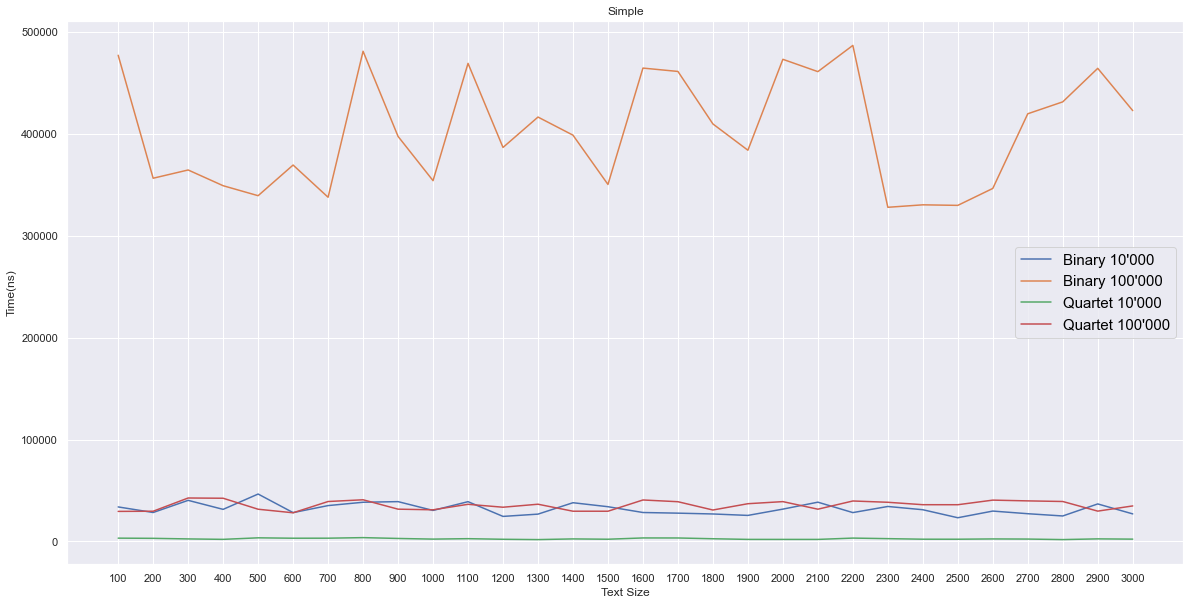 Simple
500000
400000
300000
200000
100000
0
Time(ns)
Binary 10'000
Binary 100'000
Quartet 10'000
Quartet 100'000
100 200 300 400 500 600 700 800 900 1000 1100 1200 1300 1400 1500 1600 1700 1800 1900 2000 2100 2200 2300 2400 2500 2600 2700 2800 2900 3000
Text Size